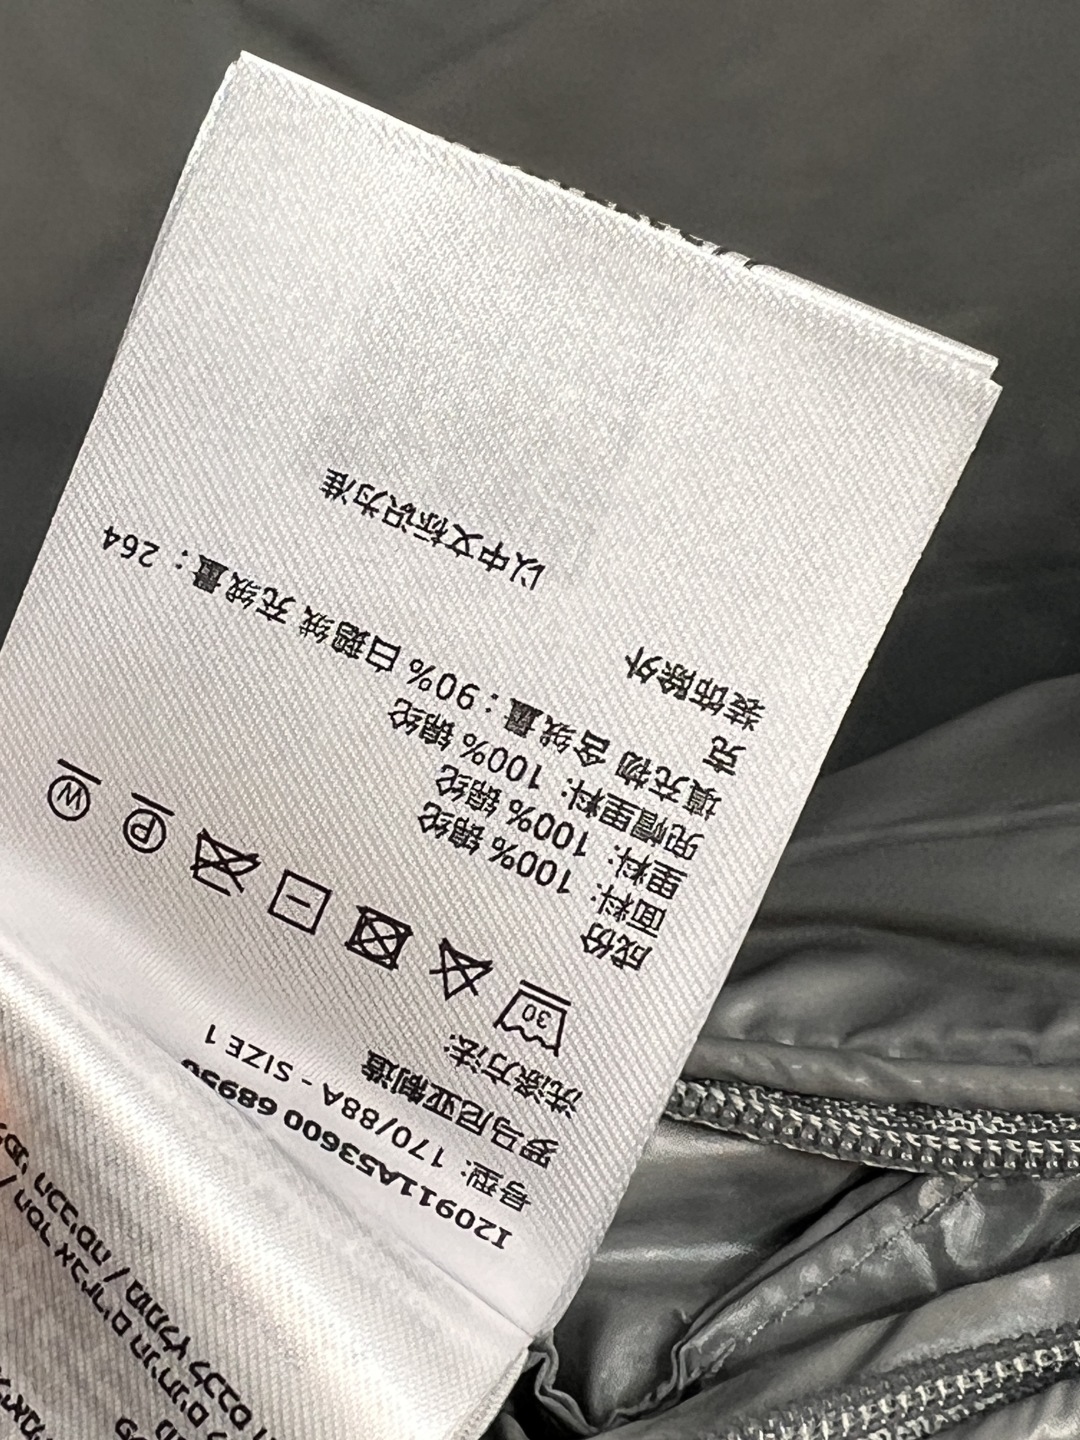 I20911A53600 68950
号型: 170/88A - SIZE 1
罗马尼亚制造
洗涤方法:
30
P
W
成份
面料: 100% 锦纶
里料: 100% 锦纶
兜帽里料: 100% 锦纶
填充物 含绒量: 90% 白鹅绒 充绒量: 264
克
装饰除外
以中文标识为准